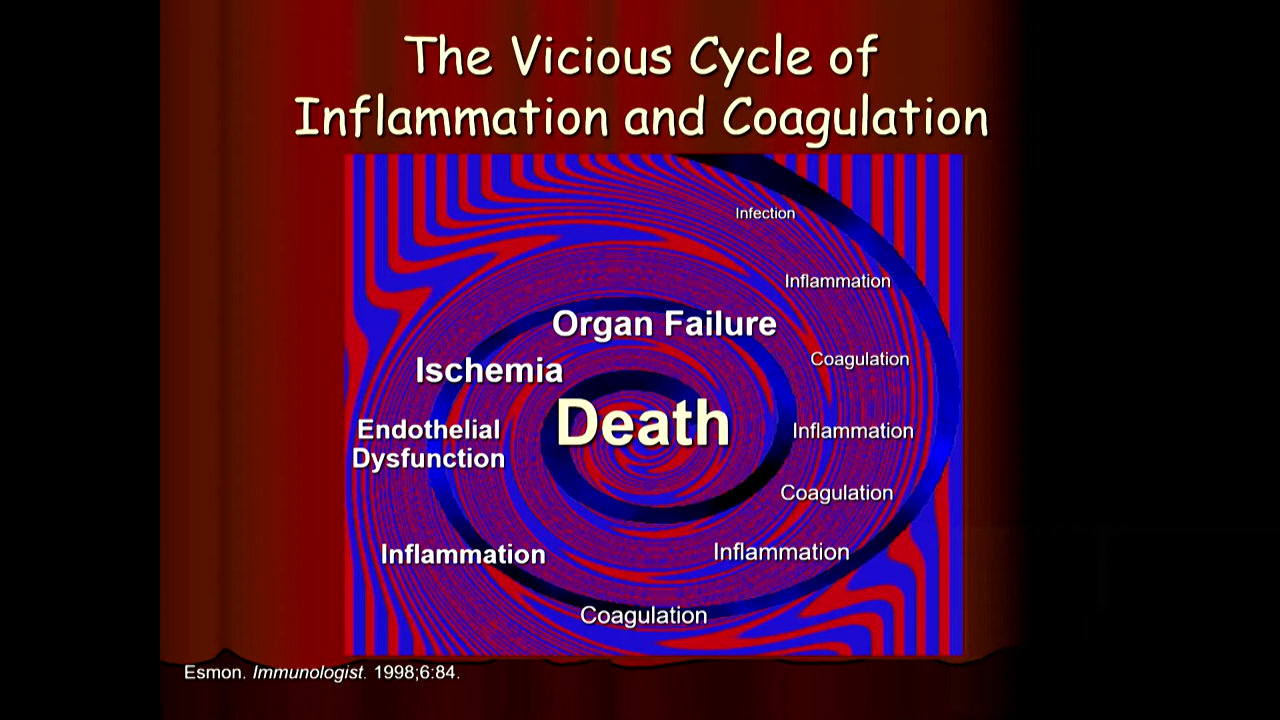 The Vicious Cycle of
Inflammation and Coagulation
Infection
Inflammation
Coagulation
Inflammation
Coagulation
Inflammation
Coagulation
Inflammation
Endothelial
Dysfunction
Ischemia
Organ Failure
Death
Esmon. Immunologist. 1998;6:84.